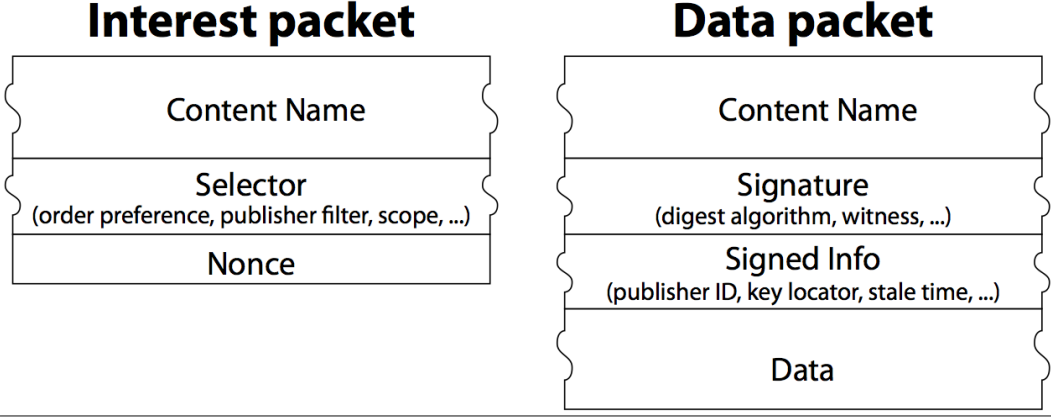 Interest packet
Content Name
Selector
(order preference, publisher filter, scope, ...)
Nonce
Data packet
Content Name
Signature
(digest algorithm, witness, ...)
Signed Info
(publisher ID, key locator, stale time, ...)
Data